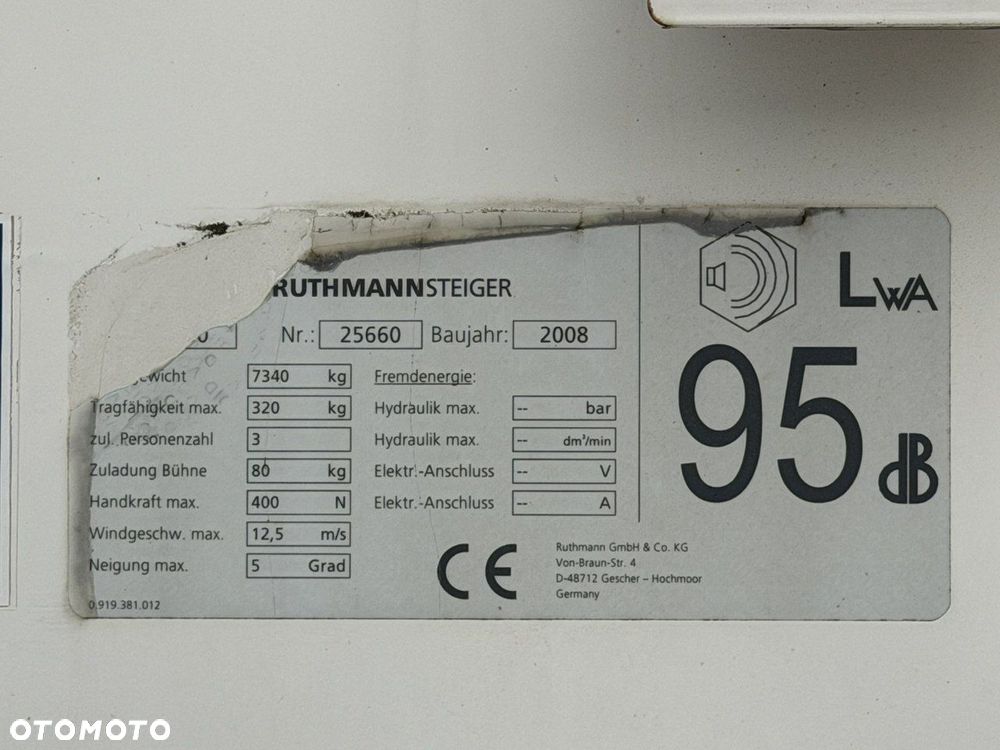 RUTHMANNSTEIGER
Nr.: 25660 Baujahr: 2008
7340 kg Fremdenergie:
Tragfähigkeit max. 320 kg Hydraulik max. -- bar
zul. Personenzahl 3 Hydraulik max. -- dm³/min
Zuladung Bühne 80 kg Elektr.-Anschluss -- V
Handkraft max. 400 N Elektr.-Anschluss -- A
Windgeschw. max. 12,5 m/s
Neigung max. 5 Grad
0.919.381.012
CE
Ruthmann GmbH & Co. KG
Von-Braun-Str. 4
D-48712 Gescher – Hochmoor
Germany
LWA
95 dB
OTOMOTO